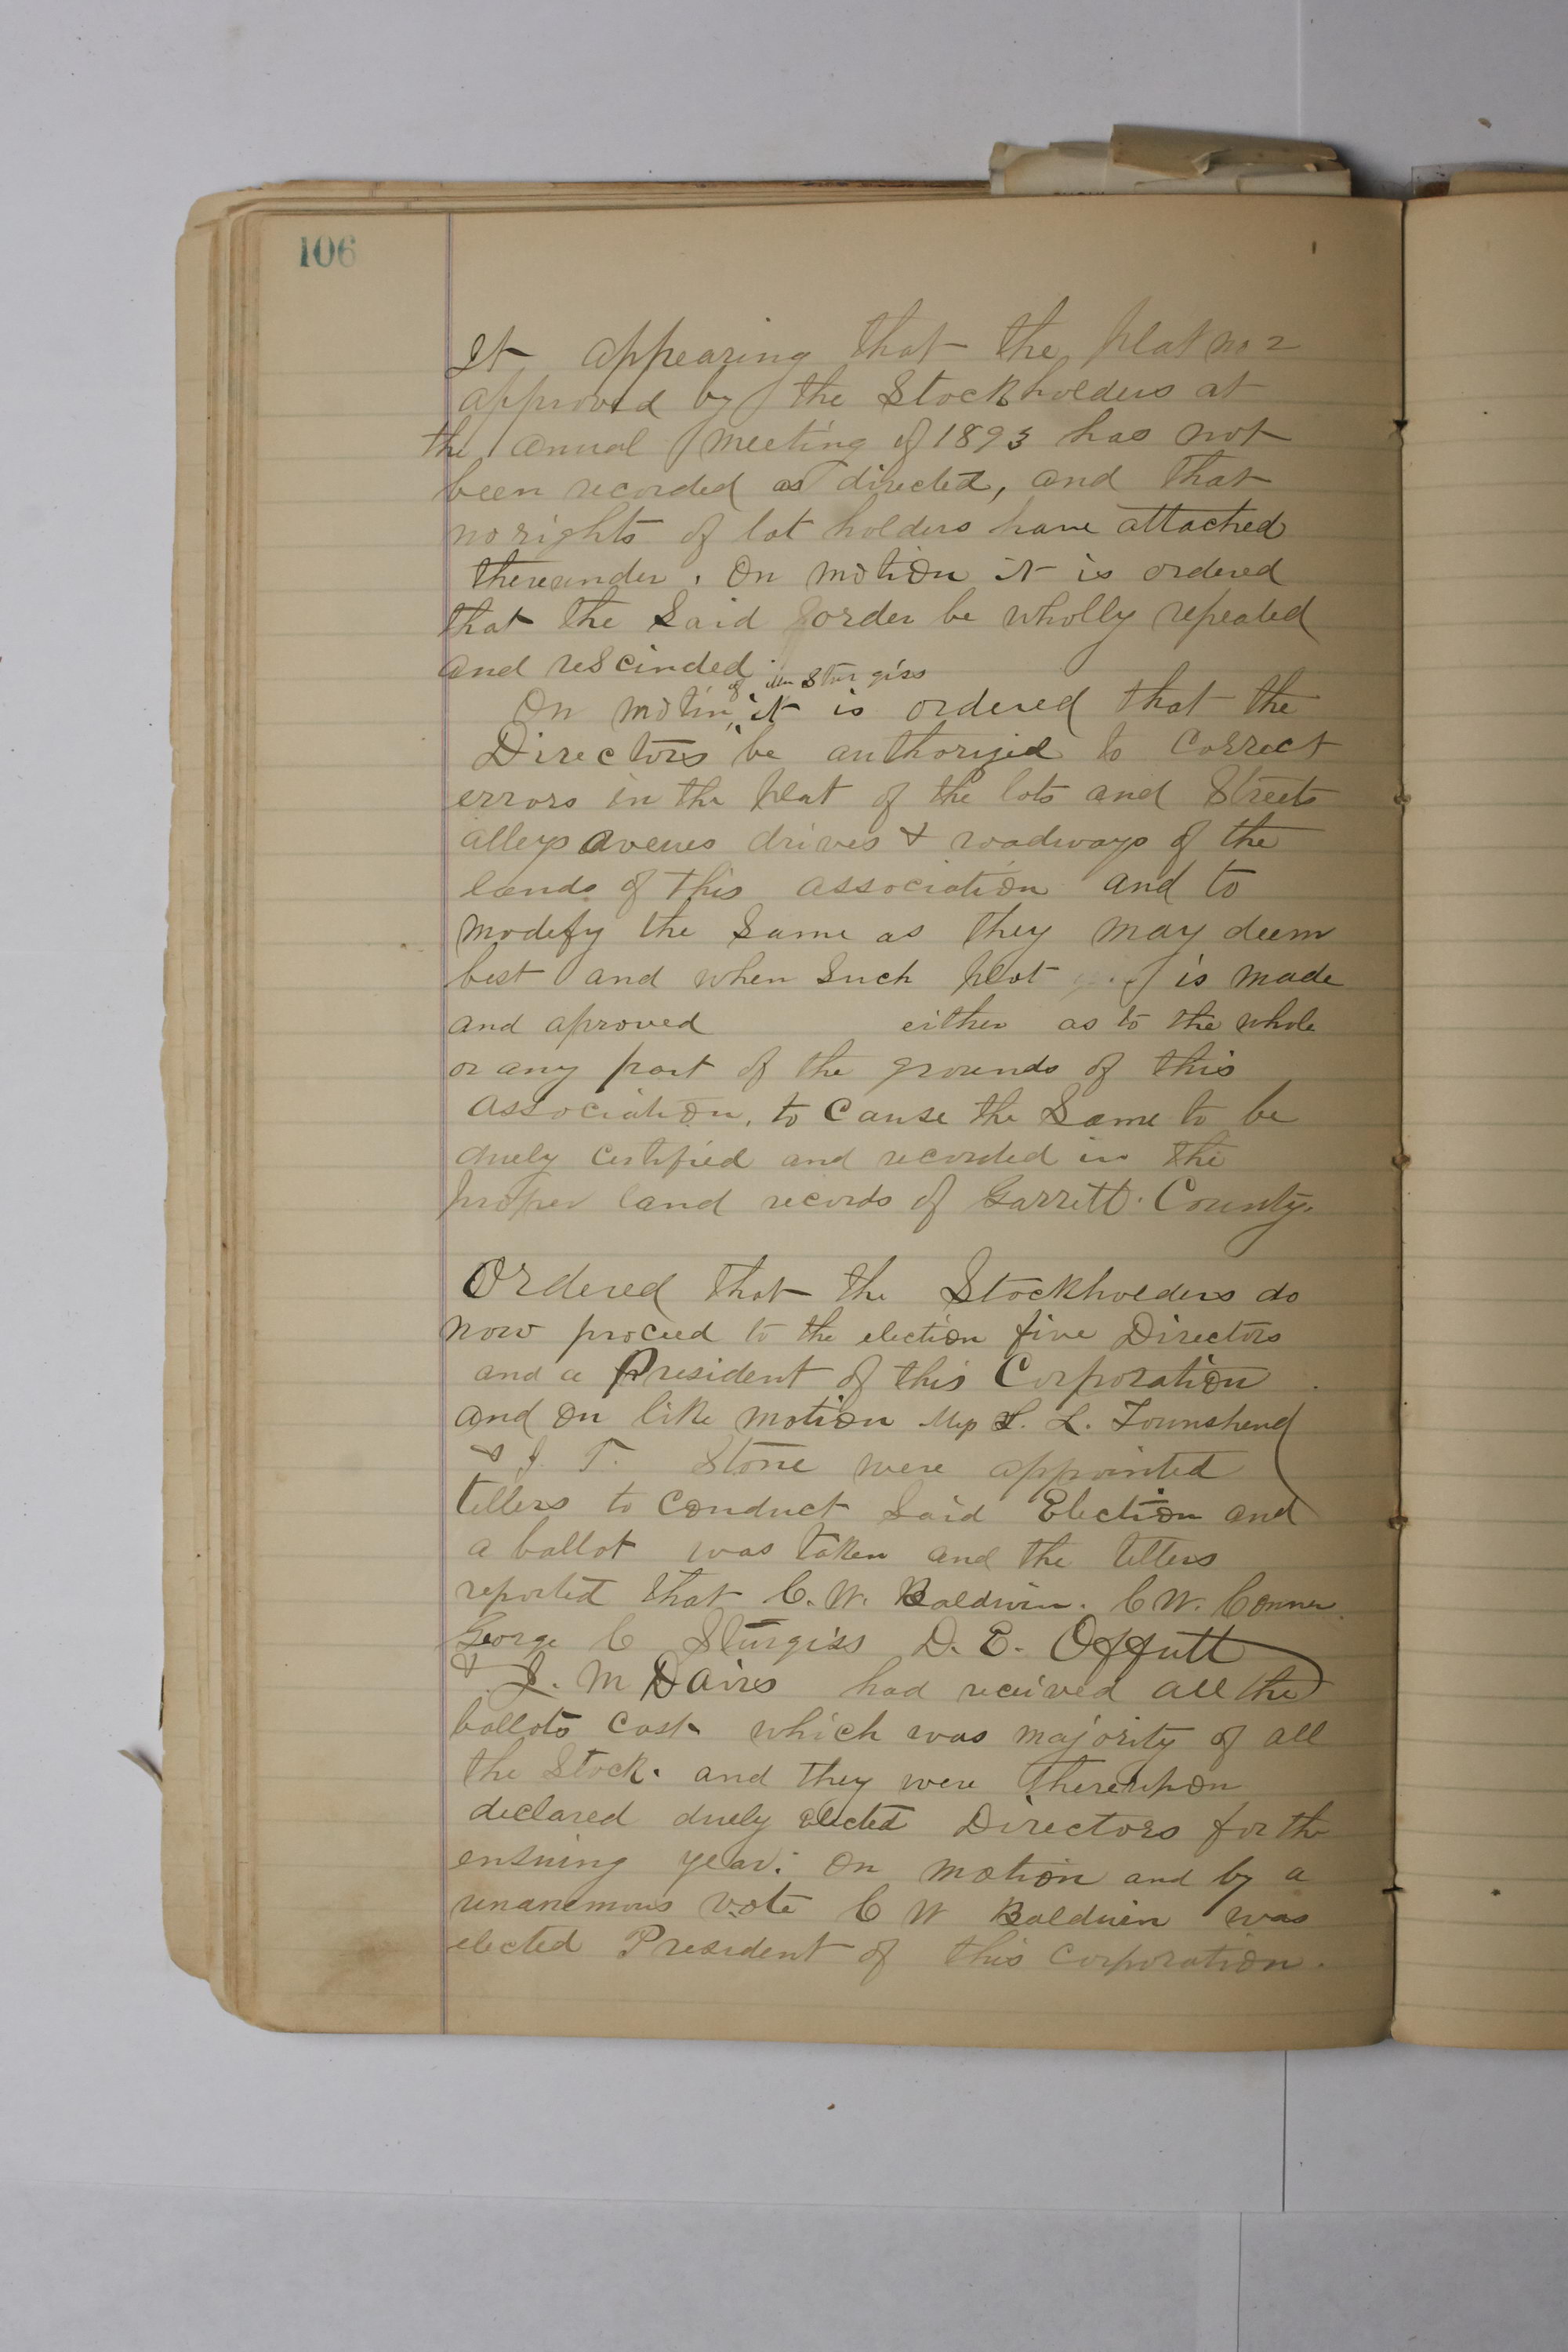 106
It appearing that the plat no 2
approved by the Stockholders at
the annual meeting of 1893 has not
been recorded as directed, and that
no rights of lot holders have attached
thereunder. On motion it is ordered
that the Said order be wholly repealed
and rescinded.
of Mr Sturgiss
On motion, it is ordered that the
Directors be authorized to Correct
errors in the plat of the lots and Streets
alleys avenes drives & roadways of the
lands of this association and to
modefy the Same as they may deem
best and when Such plat is made
and aproved either as to the whole
or any part of the grounds of this
association, to Cause the Same to be
duely certified and recorded in the
proper land records of Garrett County.
Ordered that the Stockholders do
now proceed to the election five Directors
and a President of this Corporation
and on like motion L. L. Townshend
& J. T. Stone were appointed
tellers to Conduct Said Election and
a ballot was taken and the tellers
reported that C. W. Baldwin. C W. Conner
George C Sturgiss D. E. Offutt
& J. M Daires had received all the
ballots Cast which was majority of all
the Stock. and they were thereupon
declared duely elected Directors for the
ensuing year. On motion and by a
unanemous vote C W Baldwin was
elected President of this Corporation.